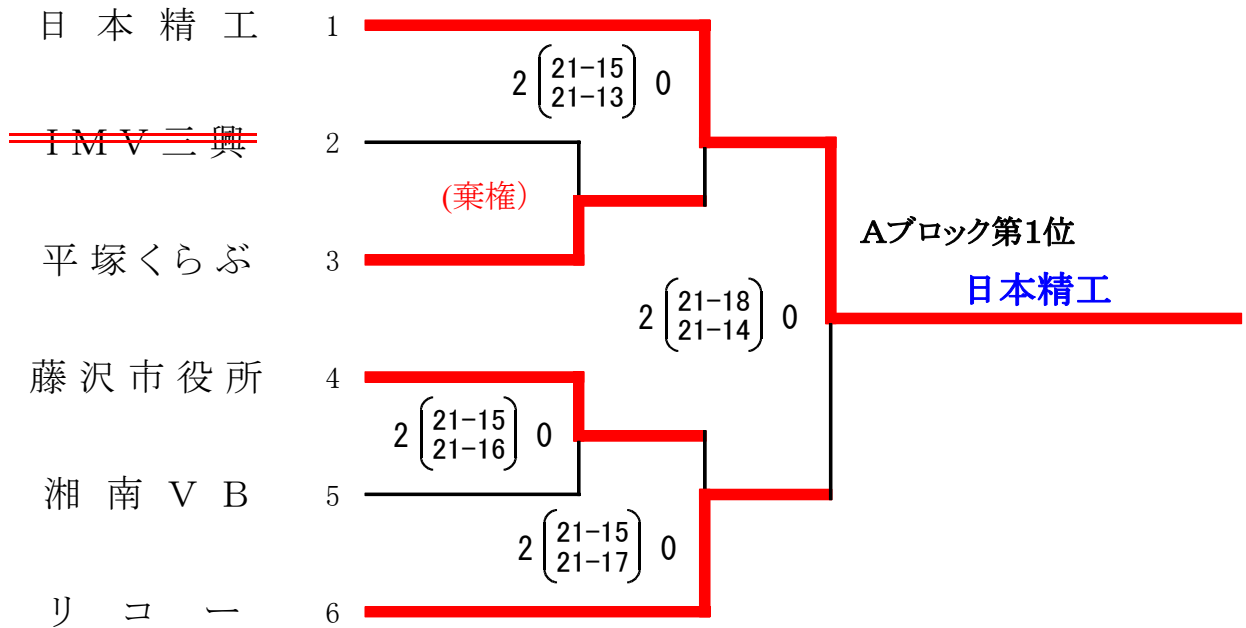 日本精工 1
2 21-15 0
21-13
IMV三興 2
(棄権)
平塚くらぶ 3
Aブロック第1位
日本精工
2 21-18 0
21-14
藤沢市役所 4
2 21-15 0
21-16
湘南VB 5
2 21-15 0
21-17
リコー 6